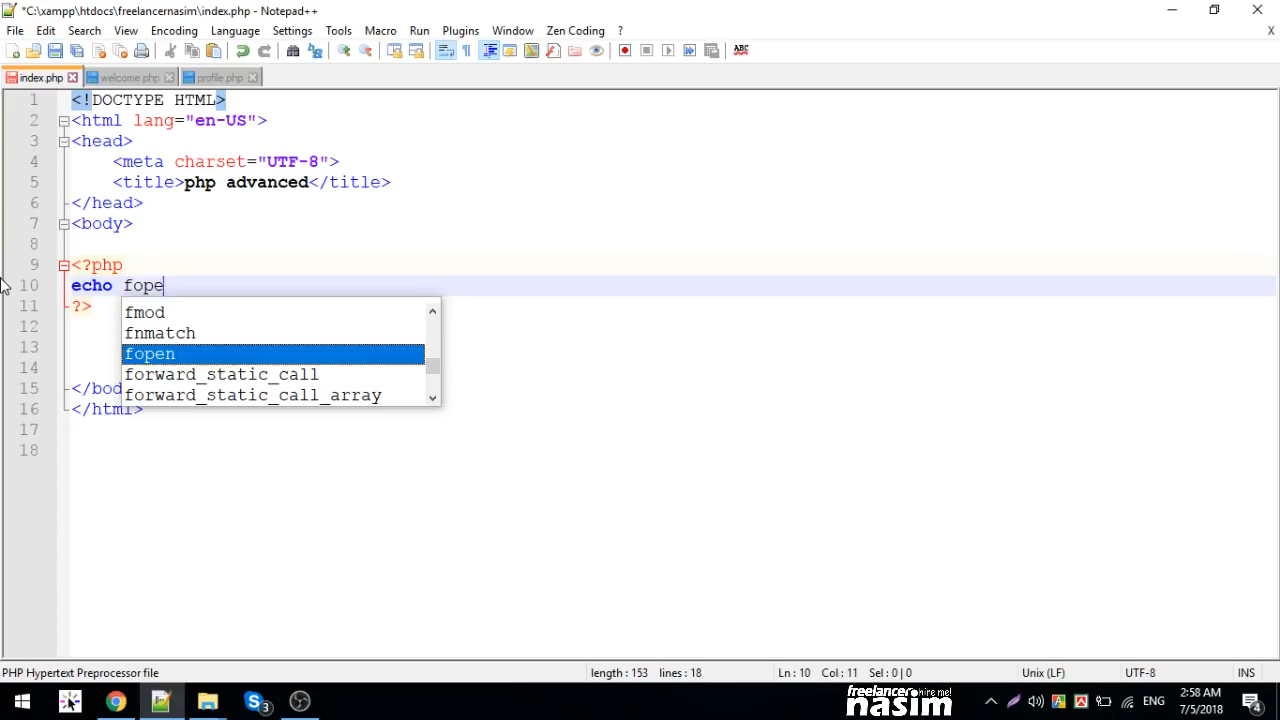 *C:\xampp\htdocs\freelancernasim\index.php - Notepad++
File Edit Search View Encoding Language Settings Tools Macro Run Plugins Window Zen Coding ? X
ABC
index.php welcome.php profile.php
1 <!DOCTYPE HTML>
2 <html lang="en-US">
3 <head>
4 <meta charset="UTF-8">
5 <title>php advanced</title>
6 </head>
7 <body>
8
9 <?php
10 echo fope
11 ?>
fmod
12
fnmatch
13
fopen
14
forward_static_call
15 </bod
forward_static_call_array
16 </html>
17
18
PHP Hypertext Preprocessor file length : 153 lines : 18 Ln : 10 Col : 11 Sel : 0 | 0 Unix (LF) UTF-8 INS
3 freelancer hire me! nasim ENG 2:58 AM 7/5/2018 4